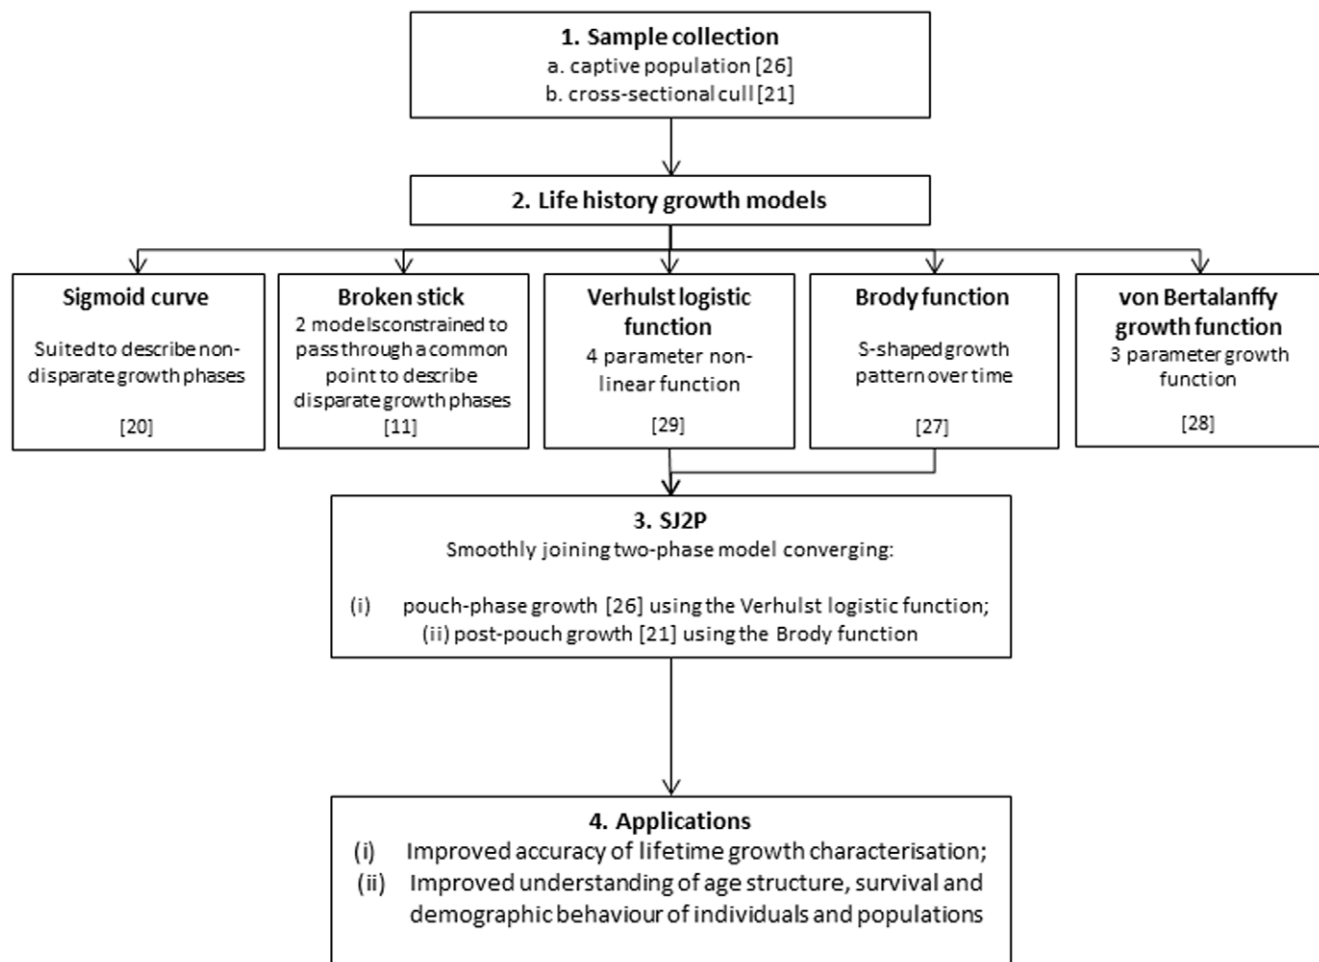 1. Sample collection
a. captive population [26]
b. cross-sectional cull [21]
2. Life history growth models
Sigmoid curve
Suited to describe non-
disparate growth phases
[20]
Broken stick
2 models constrained to
pass through a common
point to describe
disparate growth phases
[11]
Verhulst logistic
function
4 parameter non-
linear function
[29]
Brody function
S-shaped growth
pattern over time
[27]
von Bertalanffy
growth function
3 parameter growth
function
[28]
3. SJ2P
Smoothly joining two-phase model converging:
(i) pouch-phase growth [26] using the Verhulst logistic function;
(ii) post-pouch growth [21] using the Brody function
4. Applications
(i) Improved accuracy of lifetime growth characterisation;
(ii) Improved understanding of age structure, survival and
demographic behaviour of individuals and populations